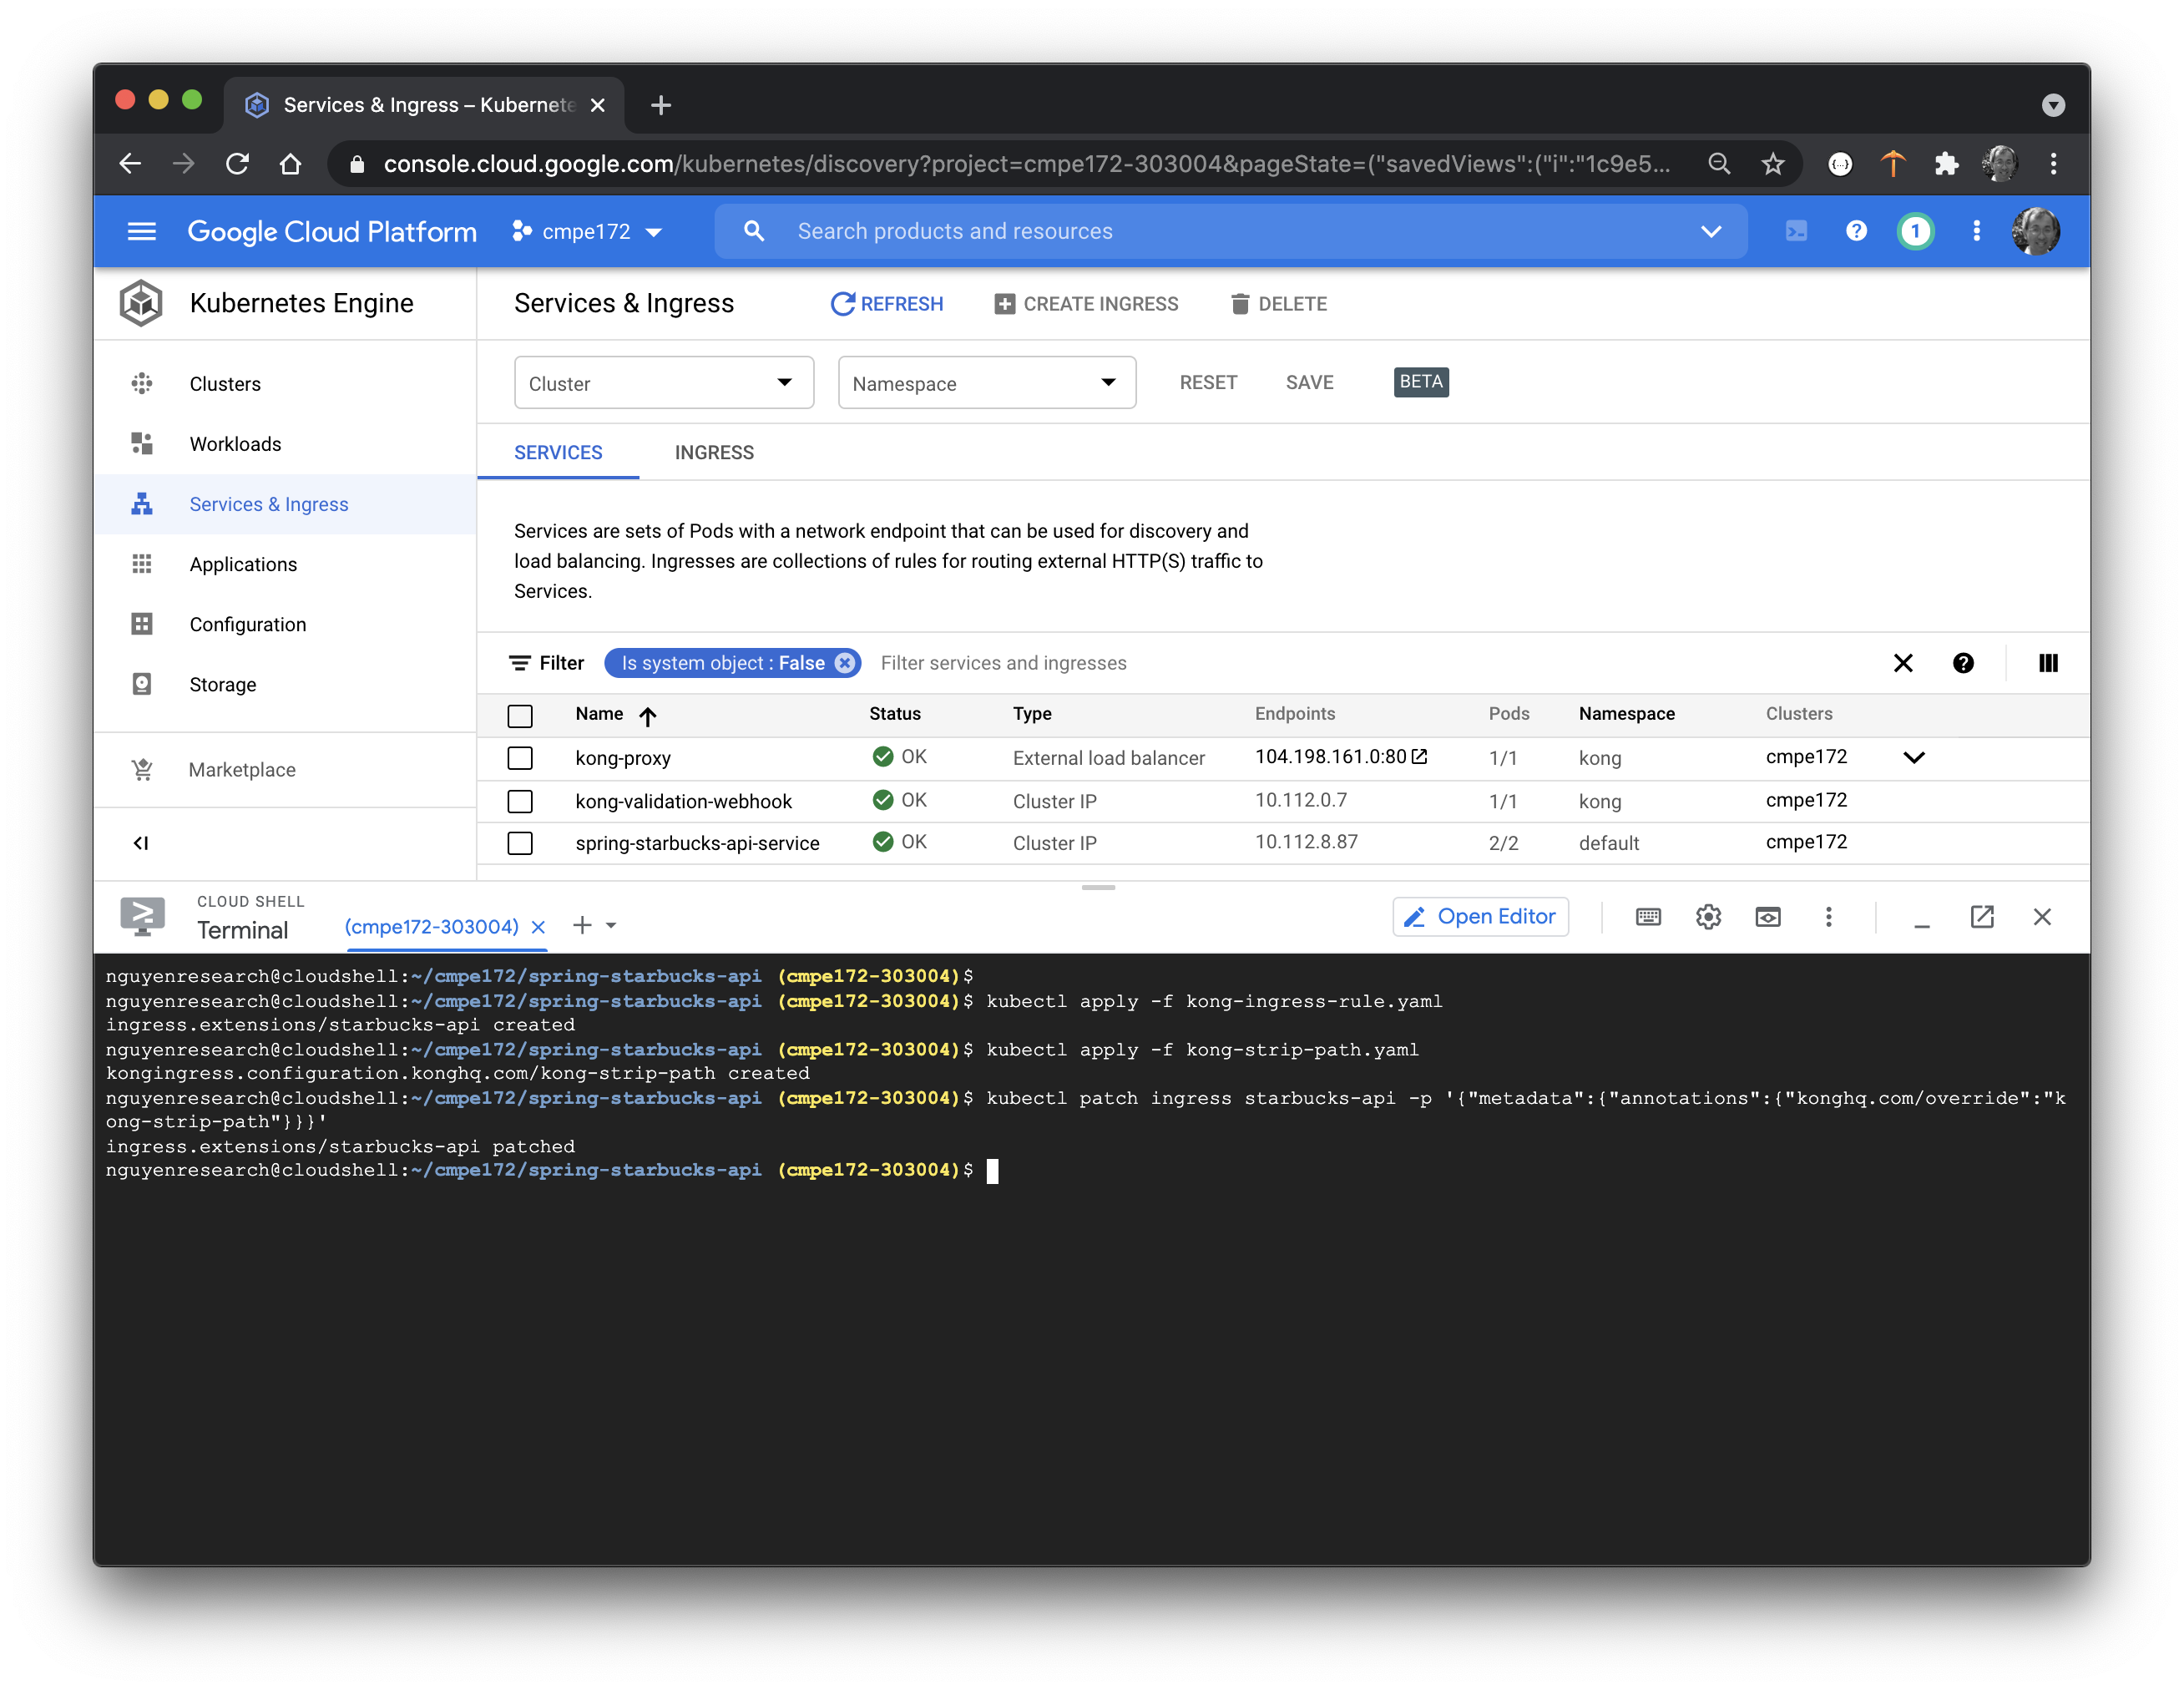 Services & Ingress – Kubernete
console.cloud.google.com/kubernetes/discovery?project=cmpe172-303004&pageState=("savedViews":("i":"1c9e5...
Google Cloud Platform
cmpe172
Search products and resources
1
Kubernetes Engine
Services & Ingress
REFRESH
CREATE INGRESS
DELETE
Clusters
Workloads
Services & Ingress
Applications
Configuration
Storage
Marketplace
Cluster
Namespace
RESET
SAVE
BETA
SERVICES
INGRESS
Services are sets of Pods with a network endpoint that can be used for discovery and
load balancing. Ingresses are collections of rules for routing external HTTP(S) traffic to
Services.
Filter
Is system object : False
Filter services and ingresses
Name Status Type Endpoints Pods Namespace Clusters
kong-proxy OK External load balancer 104.198.161.0:80 1/1 kong cmpe172
kong-validation-webhook OK Cluster IP 10.112.0.7 1/1 kong cmpe172
spring-starbucks-api-service OK Cluster IP 10.112.8.87 2/2 default cmpe172
CLOUD SHELL
Terminal
(cmpe172-303004)
Open Editor
nguyenresearch@cloudshell:~/cmpe172/spring-starbucks-api (cmpe172-303004)$
nguyenresearch@cloudshell:~/cmpe172/spring-starbucks-api (cmpe172-303004)$ kubectl apply -f kong-ingress-rule.yaml
ingress.extensions/starbucks-api created
nguyenresearch@cloudshell:~/cmpe172/spring-starbucks-api (cmpe172-303004)$ kubectl apply -f kong-strip-path.yaml
kongingress.configuration.konghq.com/kong-strip-path created
nguyenresearch@cloudshell:~/cmpe172/spring-starbucks-api (cmpe172-303004)$ kubectl patch ingress starbucks-api -p '{"metadata":{"annotations":{"konghq.com/override":"k
ong-strip-path"}}}'
ingress.extensions/starbucks-api patched
nguyenresearch@cloudshell:~/cmpe172/spring-starbucks-api (cmpe172-303004)$